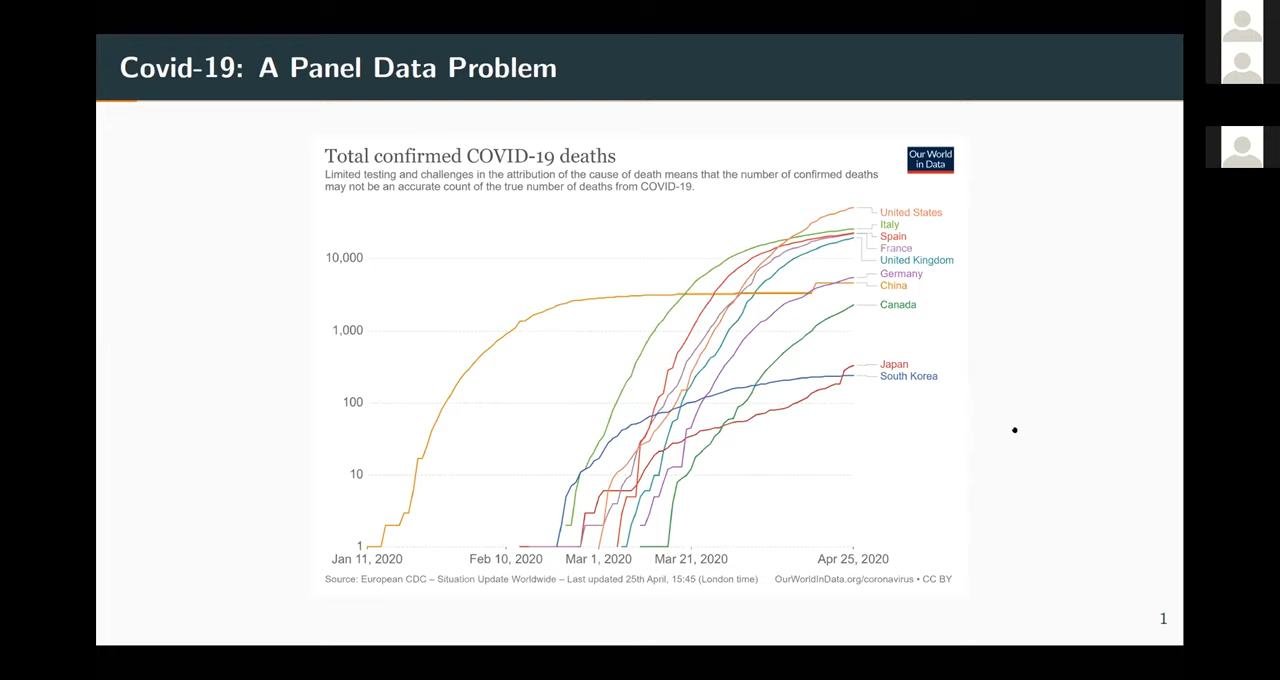 Covid-19: A Panel Data Problem
Total confirmed COVID-19 deaths
Limited testing and challenges in the attribution of the cause of death means that the number of confirmed deaths
may not be an accurate count of the true number of deaths from COVID-19.
Our World
in Data
United States
Italy
Spain
France
United Kingdom
Germany
China
Canada
Japan
South Korea
10,000
1,000
100
10
1
Jan 11, 2020
Feb 10, 2020
Mar 1, 2020
Mar 21, 2020
Apr 25, 2020
Source: European CDC – Situation Update Worldwide – Last updated 25th April, 15:45 (London time)
OurWorldInData.org/coronavirus • CC BY
1